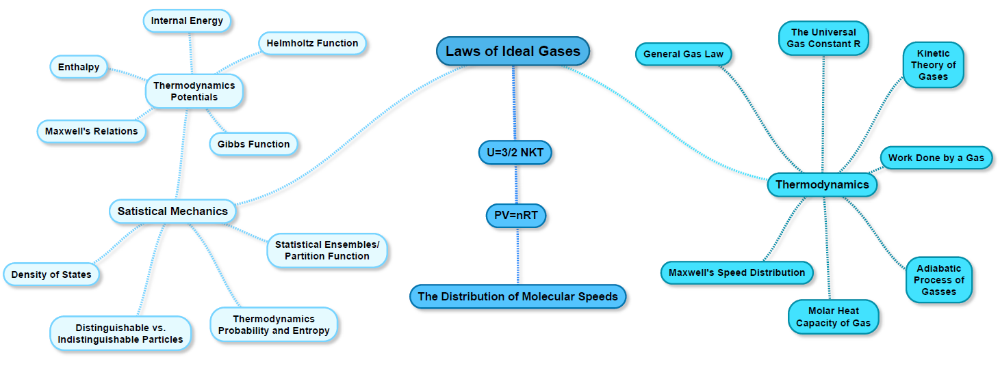 Laws of Ideal Gases
Internal Energy
Helmholtz Function
Enthalpy
Thermodynamics
Potentials
Maxwell's Relations
Gibbs Function
Satistical Mechanics
Statistical Ensembles/
Partition Function
Density of States
Distinguishable vs.
Indistinguishable Particles
Thermodynamics
Probability and Entropy
U=3/2 NKT
PV=nRT
The Distribution of Molecular Speeds
General Gas Law
The Universal
Gas Constant R
Kinetic
Theory of
Gases
Work Done by a Gas
Thermodynamics
Maxwell's Speed Distribution
Molar Heat
Capacity of Gas
Adiabatic
Process of
Gasses